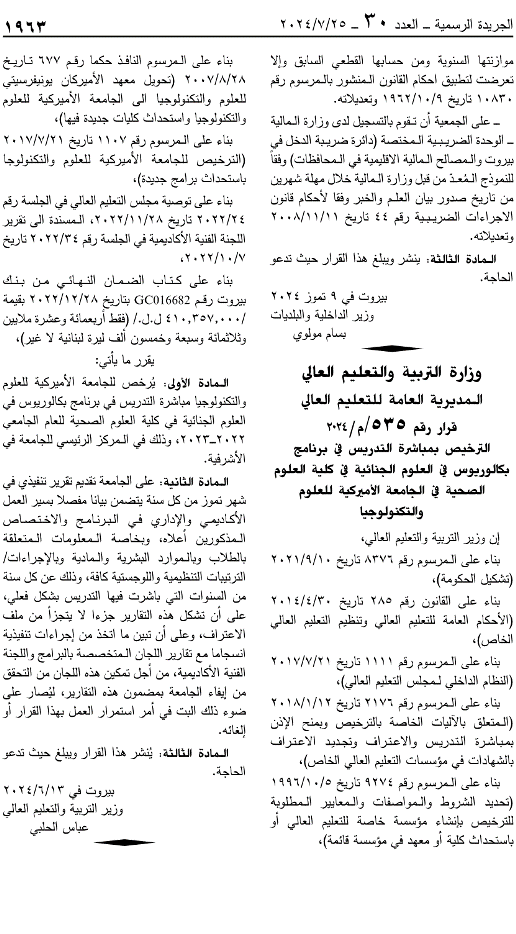 الجريدة الرسمية ــ العدد ٣٠ ــ ٢٠٢٤/٧/٢٥
١٩٦٣
موازنتها السنوية ومن حسابها القطعي السابق وإلا
تعرضت لتطبيق احكام القانون المنشور بالمرسوم رقم
١٠٨٣٠ تاريخ ١٩٦٢/١٠/٩ وتعديلاته.
ــ على الجمعية أن تقوم بالتسجيل لدى وزارة المالية
ــ الوحدة الضريبية المختصة (دائرة ضريبة الدخل في
بيروت والمصالح المالية الاقليمية في المحافظات) وفقاً
للنموذج المُعدّ من قبل وزارة المالية خلال مهلة شهرين
من تاريخ صدور بيان العلم والخبر وفقا لأحكام قانون
الاجراءات الضريبية رقم ٤٤ تاريخ ٢٠٠٨/١١/١١
وتعديلاته.
المادة الثالثة: ينشر ويبلغ هذا القرار حيث تدعو
الحاجة.
بيروت في ٩ تموز ٢٠٢٤
وزير الداخلية والبلديات
بسام مولوي
وزارة التربية والتعليم العالي
المديرية العامة للتعليم العالي
قرار رقم ٥٣٥/م/٢٠٢٤
الترخيص بمباشرة التدريس في برنامج
بكالوريوس في العلوم الجنائية في كلية العلوم
الصحية في الجامعة الأميركية للعلوم
والتكنولوجيا
إن وزير التربية والتعليم العالي،
بناء على المرسوم رقم ٨٣٧٦ تاريخ ٢٠٢١/٩/١٠
(تشكيل الحكومة)،
بناء على القانون رقم ٢٨٥ تاريخ ٢٠١٤/٤/٣٠
(الأحكام العامة للتعليم العالي وتنظيم التعليم العالي
الخاص)،
بناء على المرسوم رقم ١١١١ تاريخ ٢٠١٧/٧/٢١
(النظام الداخلي لمجلس التعليم العالي)،
بناء على المرسوم رقم ٢١٧٦ تاريخ ٢٠١٨/١/١٢
(المتعلق بالآليات الخاصة بالترخيص وبمنح الإذن
بمباشرة التدريس والاعتراف وتجديد الاعتراف
بالشهادات في مؤسسات التعليم العالي الخاص)،
بناء على المرسوم رقم ٩٢٧٤ تاريخ ١٩٩٦/١٠/٥
(تحديد الشروط والمواصفات والمعايير المطلوبة
للترخيص بإنشاء مؤسسة خاصة للتعليم العالي أو
باستحداث كلية أو معهد في مؤسسة قائمة)،
بناء على المرسوم النافذ حكما رقم ٦٧٧ تاريخ
٢٠٠٧/٨/٢٨ (تحويل معهد الأميركان يونيفرسيتي
للعلوم والتكنولوجيا الى الجامعة الأميركية للعلوم
والتكنولوجيا واستحداث كليات جديدة فيها)،
بناء على المرسوم رقم ١١٠٧ تاريخ ٢٠١٧/٧/٢١
(الترخيص للجامعة الأميركية للعلوم والتكنولوجا
باستحداث برامج جديدة)،
بناء على توصية مجلس التعليم العالي في الجلسة رقم
٢٠٢٢/٢٤ تاريخ ٢٠٢٢/١١/٢٨، المسندة الى تقرير
اللجنة الفنية الأكاديمية في الجلسة رقم ٢٠٢٢/٣٤ تاريخ
٢٠٢٢/١٠/٧،
بناء على كتاب الضمان النهائي من بنك
بيروت رقم GC016682 بتاريخ ٢٠٢٢/١٢/٢٨ بقيمة
/٤١٠,٣٥٧,٠٠٠ ل.ل./ (فقط أربعمائة وعشرة ملايين
وثلاثمائة وسبعة وخمسون ألف ليرة لبنانية لا غير)،
يقرر ما يأتي:
المادة الأولى: يُرخص للجامعة الأميركية للعلوم
والتكنولوجيا مباشرة التدريس في برنامج بكالوريوس في
العلوم الجنائية في كلية العلوم الصحية للعام الجامعي
٢٠٢٢-٢٠٢٣، وذلك في المركز الرئيسي للجامعة في
الأشرفية.
المادة الثانية: على الجامعة تقديم تقرير تنفيذي في
شهر تموز من كل سنة يتضمن بيانا مفصلا بسير العمل
الأكاديمي والإداري في البرنامج والاختصاص
المذكورين أعلاه، وبخاصة المعلومات المتعلقة
بالطلاب وبالموارد البشرية والمادية وبالإجراءات/
الترتيبات التنظيمية واللوجستية كافة، وذلك عن كل سنة
من السنوات التي باشرت فيها التدريس بشكل فعلي،
على أن تشكل هذه التقارير جزءا لا يتجزأ من ملف
الاعتراف، وعلى أن تبين ما اتخذ من إجراءات تنفيذية
انسجاما مع تقارير اللجان المتخصصة بالبرامج واللجنة
الفنية الأكاديمية، من أجل تمكين هذه اللجان من التحقق
من إيفاء الجامعة بمضمون هذه التقارير، ليُصار على
ضوء ذلك البت في أمر استمرار العمل بهذا القرار أو
إلغائه.
المادة الثالثة: يُنشر هذا القرار ويبلغ حيث تدعو
الحاجة.
بيروت في ٢٠٢٤/٦/١٣
وزير التربية والتعليم العالي
عباس الحلبي